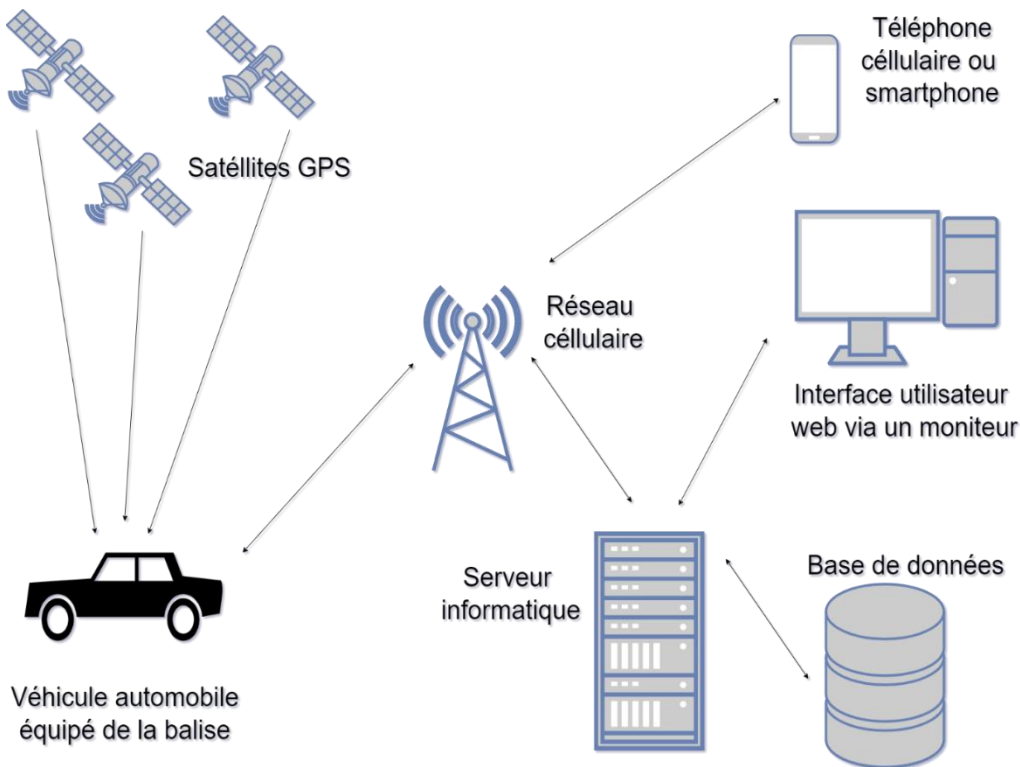 Téléphone
céllulaire ou
smartphone
Satéllites GPS
Réseau
céllulaire
Interface utilisateur
web via un moniteur
Serveur
informatique
Base de données
Véhicule automobile
équipé de la balise